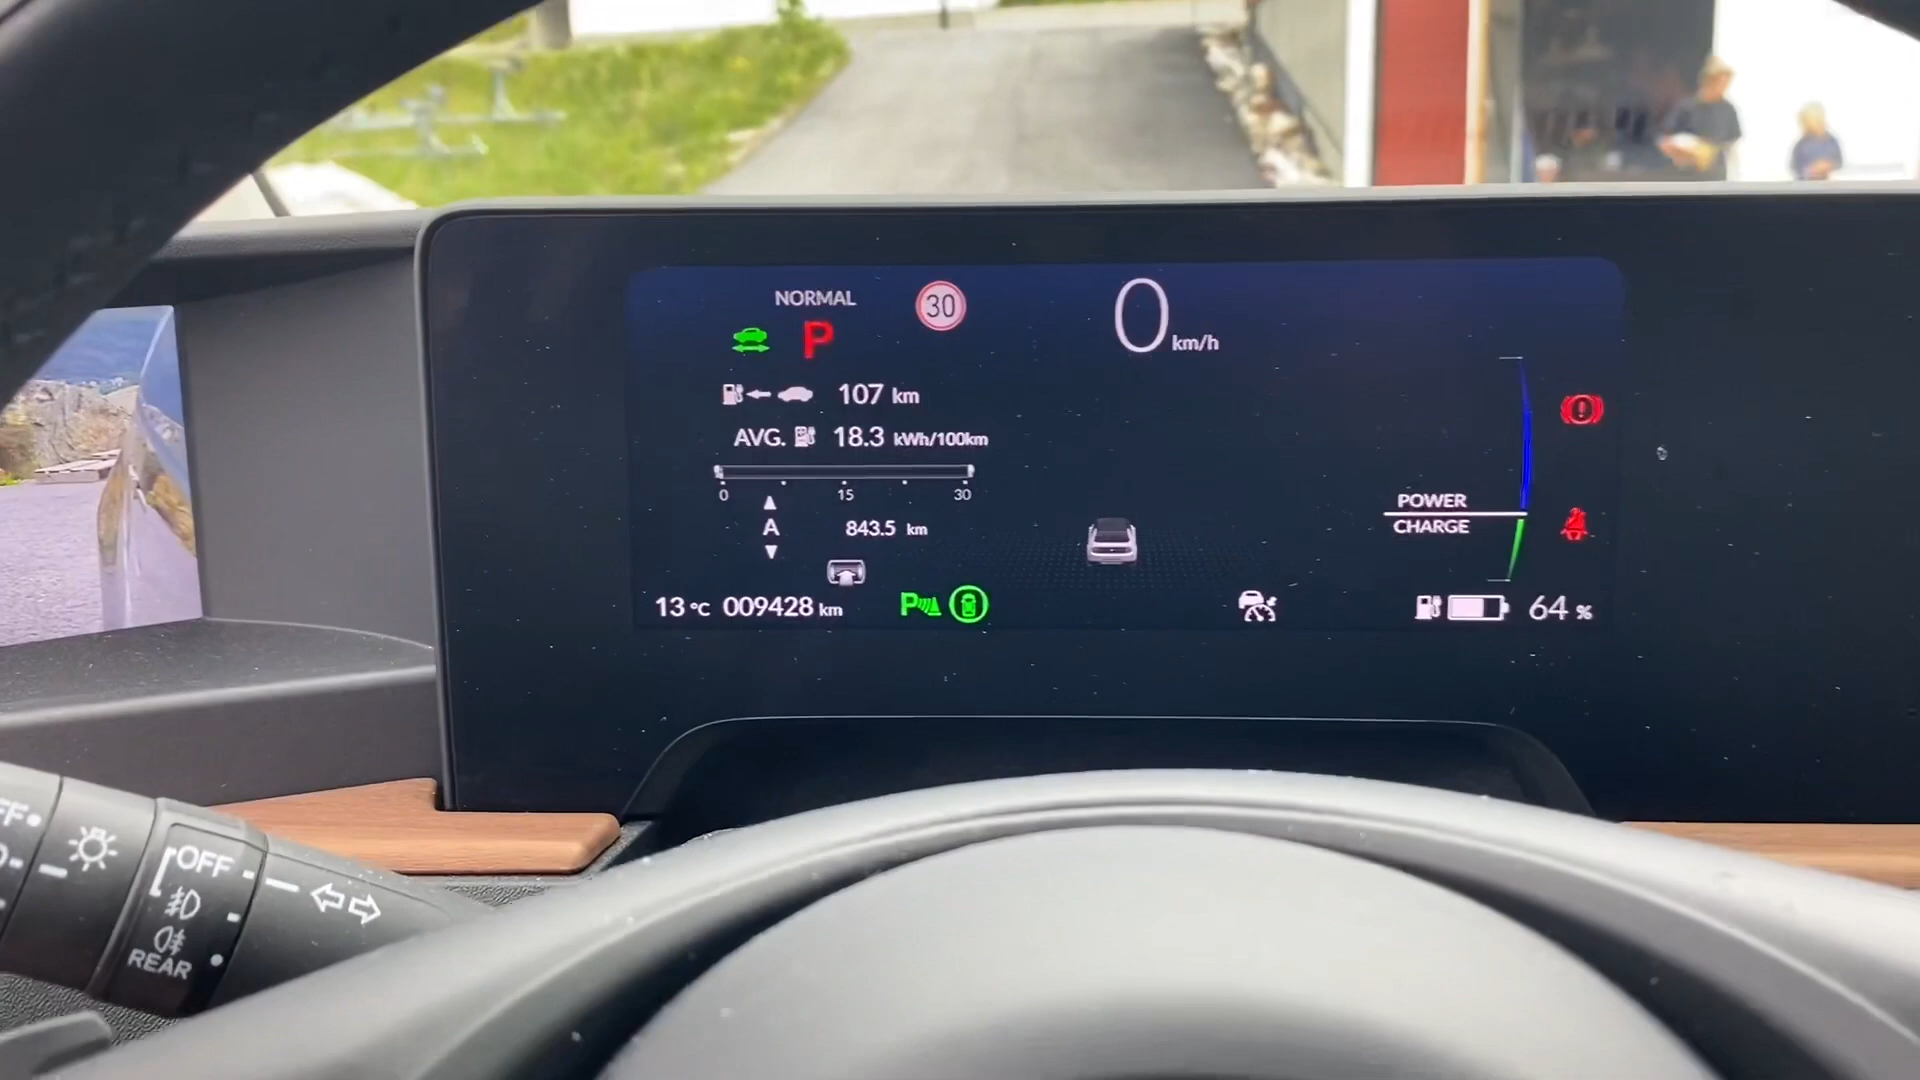 NORMAL
30
0 km/h
P
107 km
AVG. 18.3 kWh/100km
0 15 30
POWER
A 843.5 km
CHARGE
13 °C 009428 km
P
64 %
OFF
REAR